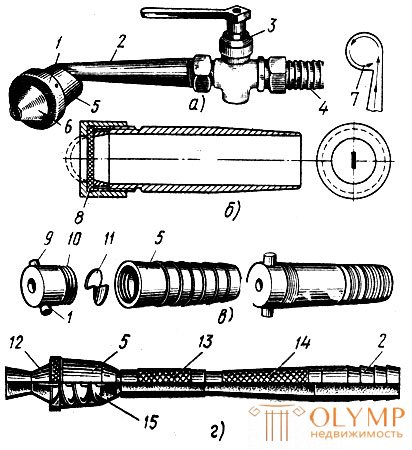 1 2 3
а) 4 7
5
6
8 б)
9 10 11 5
1 в)
12 5 13 14 2
15 г)
OLYMP
недвижимость